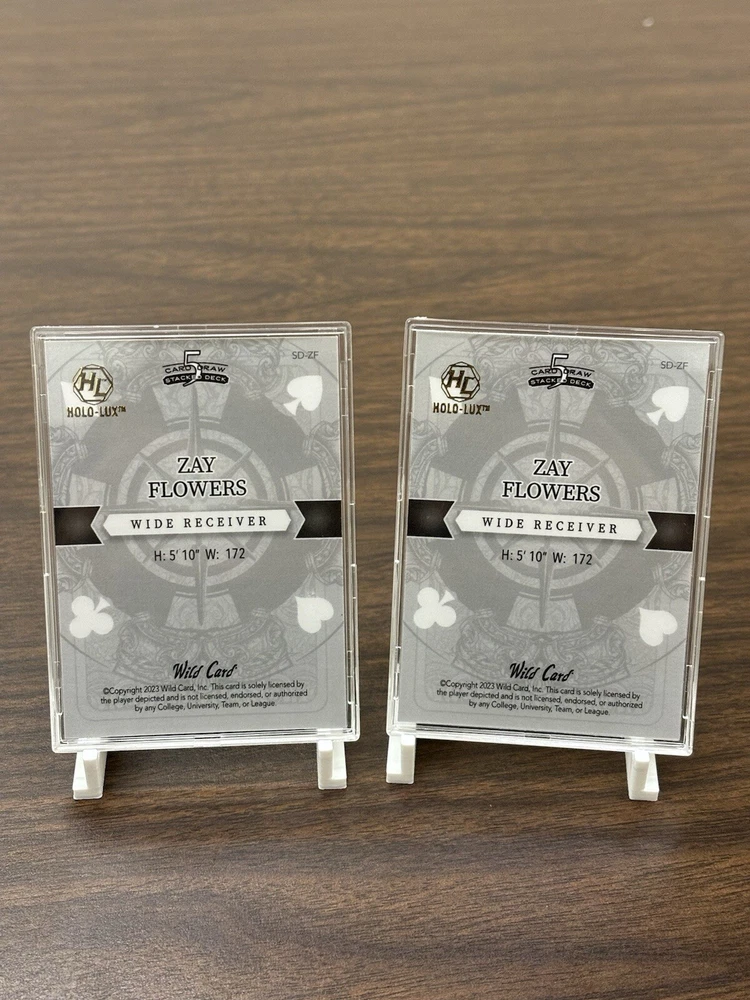 HC
HOLO-LUX™
5
CARD DRAW
STACKED DECK
SD-ZF
ZAY
FLOWERS
WIDE RECEIVER
H: 5' 10" W: 172
Wild Card
©Copyright 2023 Wild Card, Inc. This card is solely licensed by
the player depicted and is not licensed, endorsed, or authorized
by any College, University, Team, or League.
HC
HOLO-LUX™
5
CARD DRAW
STACKED DECK
SD-ZF
ZAY
FLOWERS
WIDE RECEIVER
H: 5' 10" W: 172
Wild Card
©Copyright 2023 Wild Card, Inc. This card is solely licensed by
the player depicted and is not licensed, endorsed, or authorized
by any College, University, Team, or League.